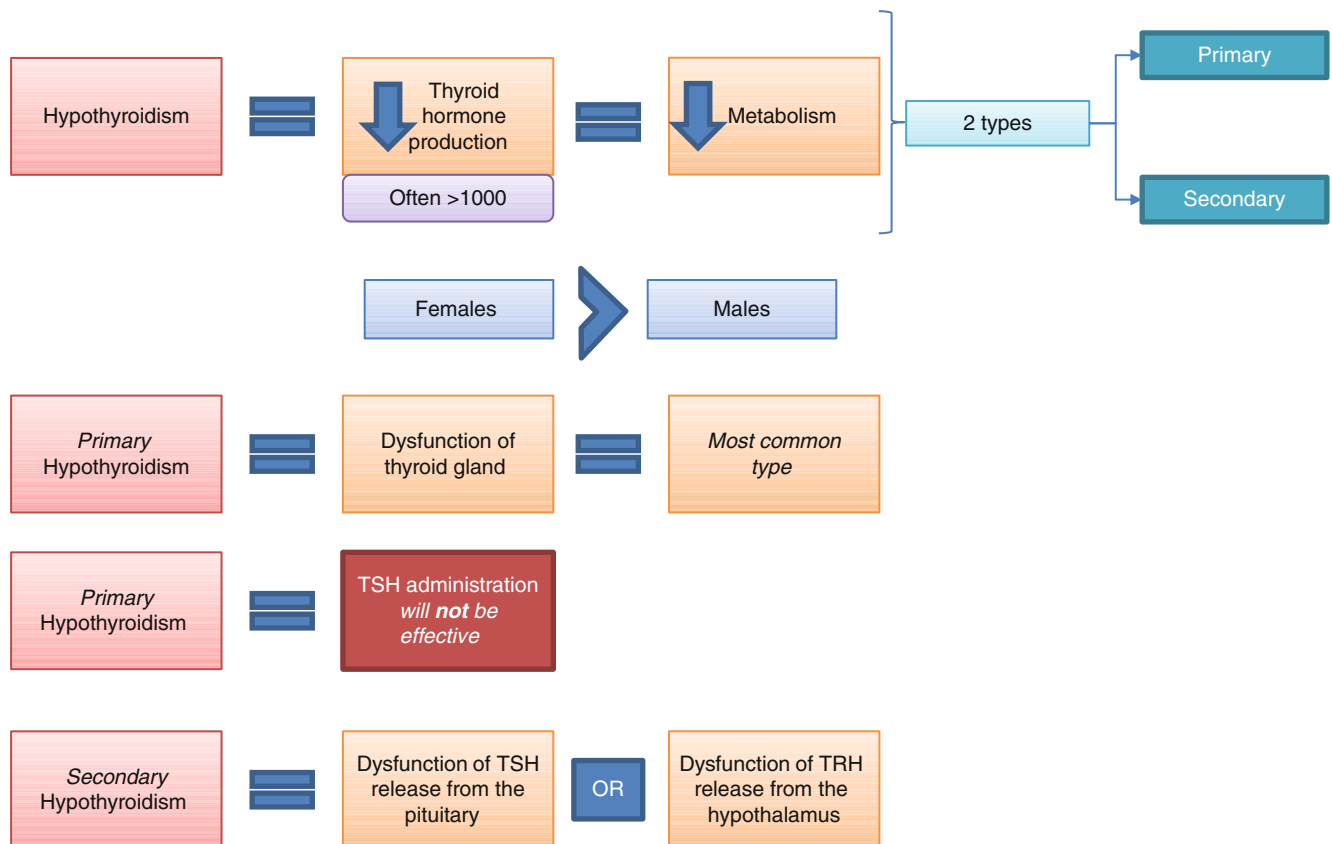 Hypothyroidism
Thyroid
hormone
production
Often >1000
Metabolism
2 types
Primary
Secondary
Females
Males
Primary
Hypothyroidism
Dysfunction of
thyroid gland
Most common
type
Primary
Hypothyroidism
TSH administration
will not be
effective
Secondary
Hypothyroidism
Dysfunction of TSH
release from the
pituitary
OR
Dysfunction of TRH
release from the
hypothalamus